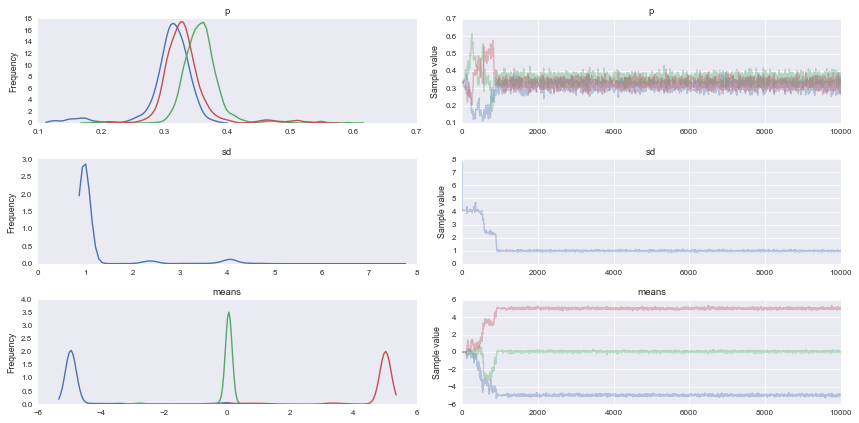 p
Frequency
18
16
14
12
10
8
6
4
2
0
0.1 0.2 0.3 0.4 0.5 0.6 0.7
p
Sample value
0.7
0.6
0.5
0.4
0.3
0.2
0.1
0 2000 4000 6000 8000 10000
sd
Frequency
3.0
2.5
2.0
1.5
1.0
0.5
0.0
0 1 2 3 4 5 6 7 8
sd
Sample value
8
7
6
5
4
3
2
1
0
0 2000 4000 6000 8000 10000
means
Frequency
4.0
3.5
3.0
2.5
2.0
1.5
1.0
0.5
0.0
−6 −4 −2 0 2 4 6
means
Sample value
6
4
2
0
−2
−4
−6
0 2000 4000 6000 8000 10000